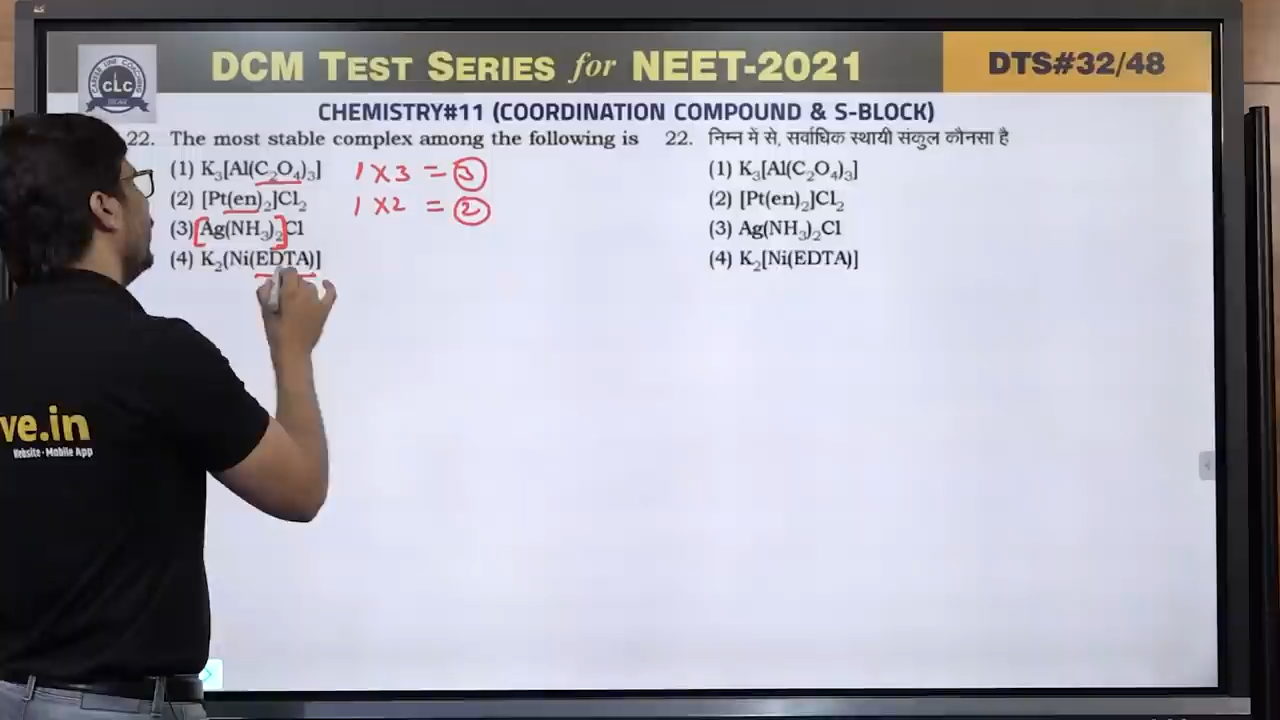 DCM TEST SERIES for NEET-2021
DTS#32/48
CLC
CHEMISTRY#11 (COORDINATION COMPOUND & S-BLOCK)
22. The most stable complex among the following is
(1) K₃[Al(C₂O₄)₃] 1 × 3 = 3
(2) [Pt(en)₂]Cl₂ 1 × 2 = 2
(3) [Ag(NH₃)₂]Cl
(4) K₂(Ni(EDTA)]
22. निम्न में से, सर्वाधिक स्थायी संकुल कौनसा है
(1) K₃[Al(C₂O₄)₃]
(2) [Pt(en)₂]Cl₂
(3) Ag(NH₃)₂Cl
(4) K₂[Ni(EDTA)]
ve.in
Website · Mobile App